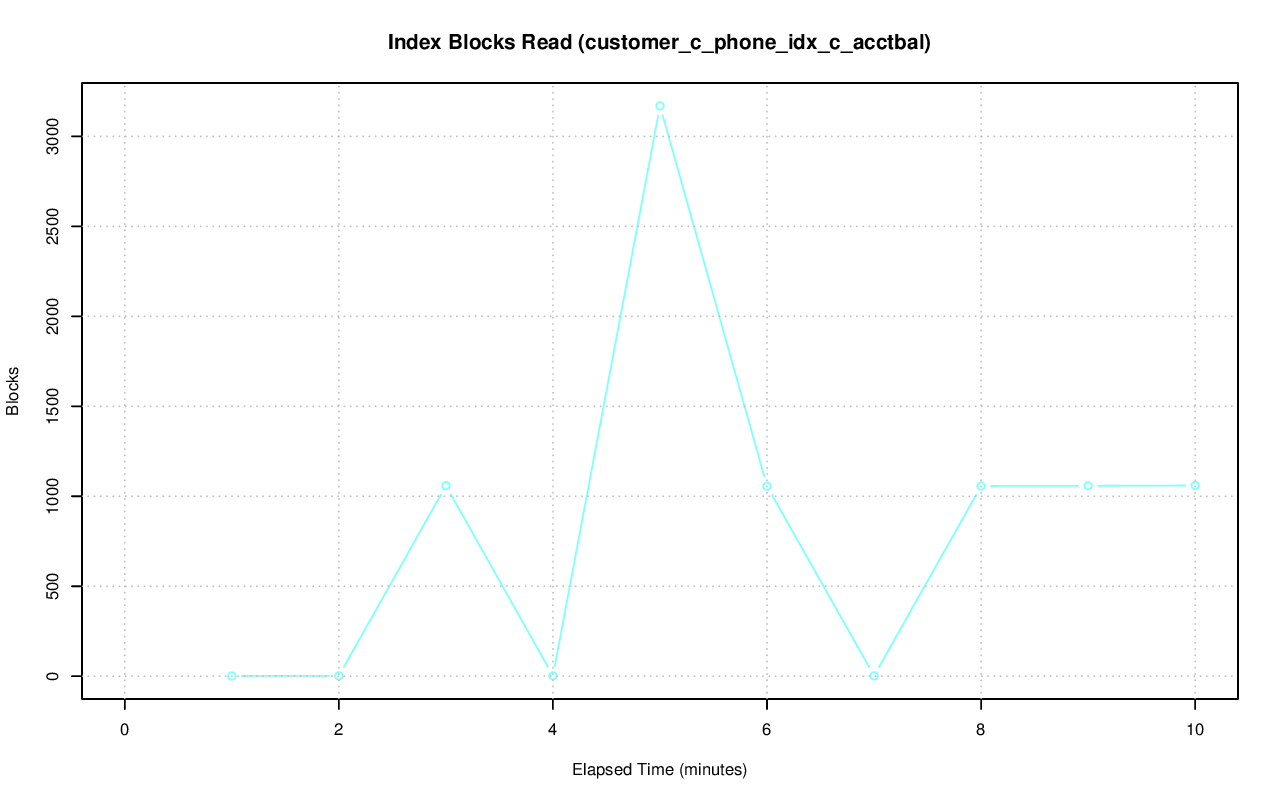 Index Blocks Read (customer_c_phone_idx_c_acctbal)
3000
2500
2000
1500
1000
500
0
Blocks
0 2 4 6 8 10
Elapsed Time (minutes)